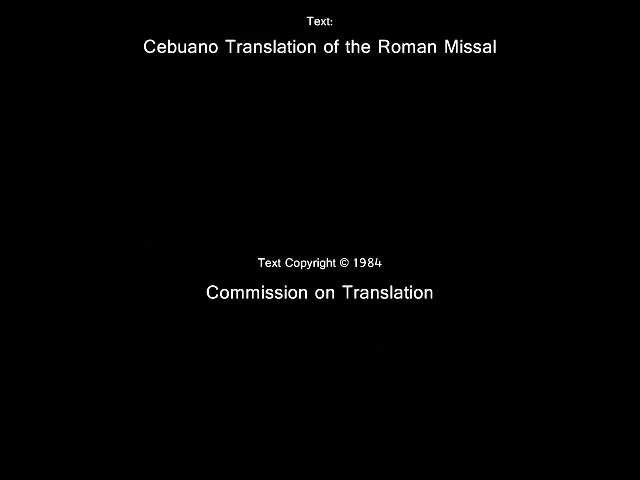 Text:
Cebuano Translation of the Roman Missal
Text Copyright © 1984
Commission on Translation